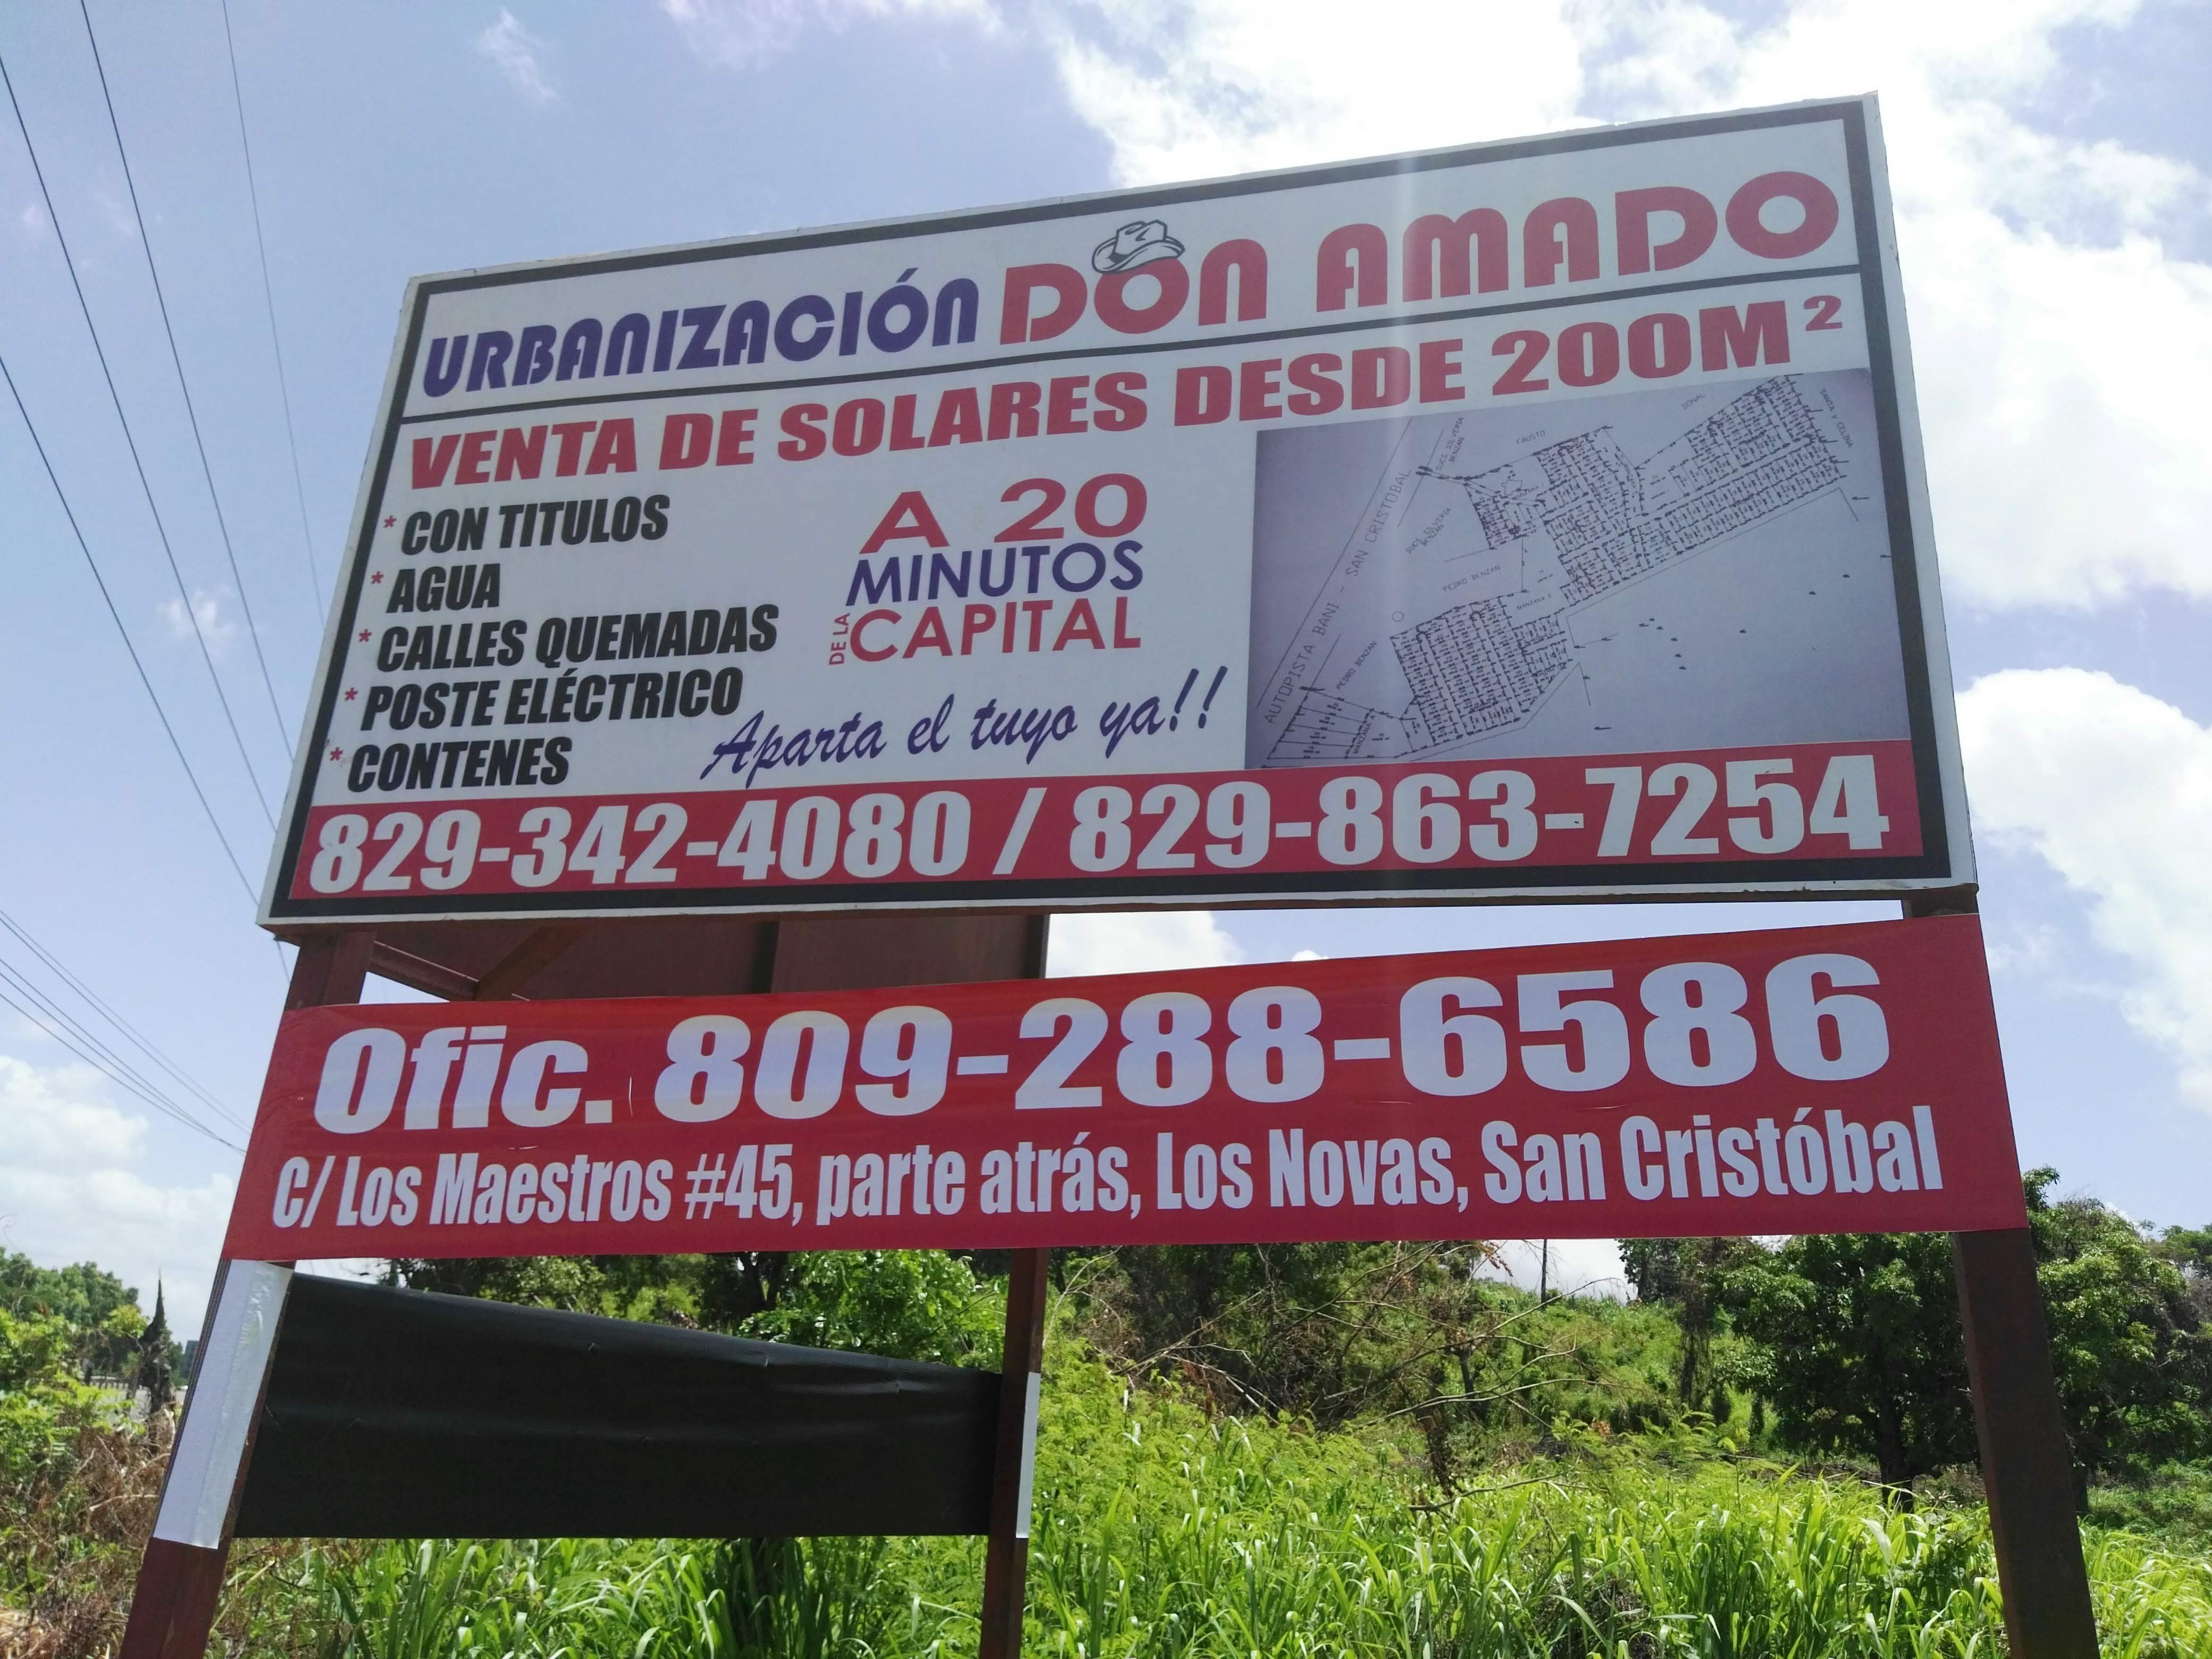 URBANIZACIÓN DON AMADO
VENTA DE SOLARES DESDE 200M²
* CON TITULOS
* AGUA
* CALLES QUEMADAS
* POSTE ELÉCTRICO
* CONTENES
A 20
MINUTOS
DE LA CAPITAL
Aparta el tuyo ya!!
AUTOPISTA BANI - SAN CRISTOBAL
FAUSTO
PEDRO BENZAN
PEDRO BENZAN
829-342-4080 / 829-863-7254
Ofic. 809-288-6586
C/ Los Maestros #45, parte atrás, Los Novas, San Cristóbal